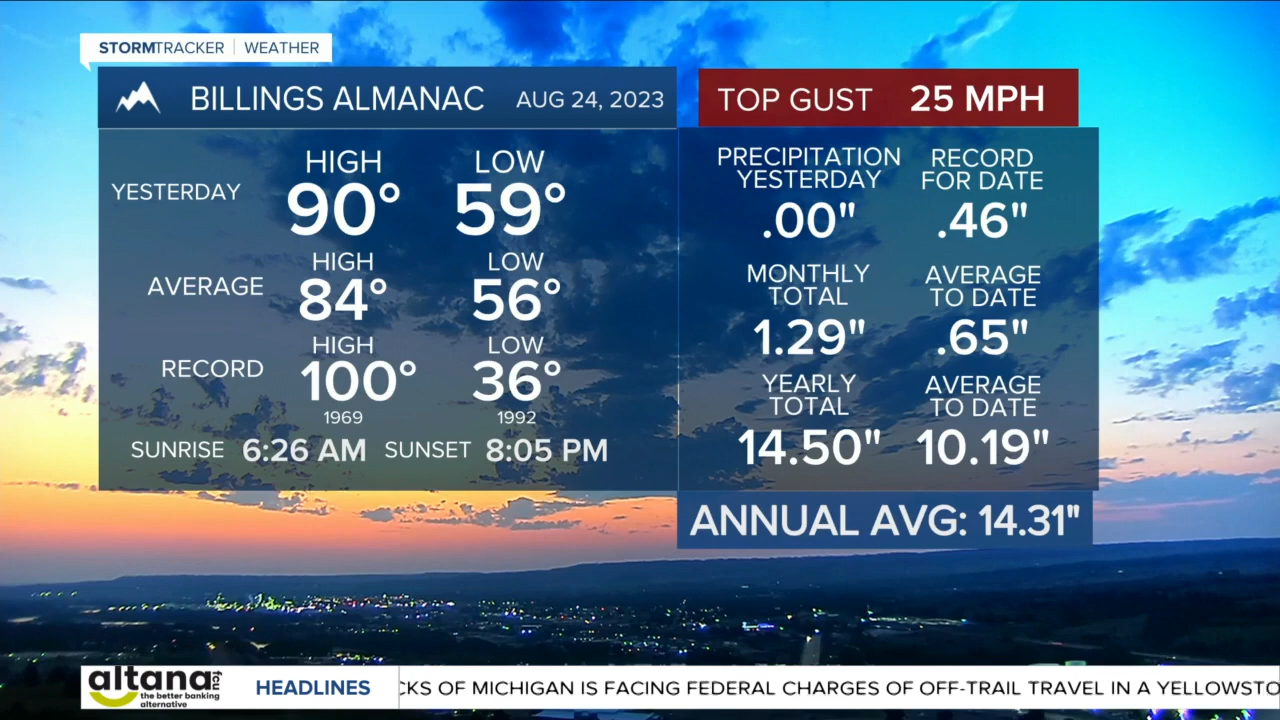 STORMTRACKER | WEATHER
BILLINGS ALMANAC AUG 24, 2023
HIGH LOW
YESTERDAY 90° 59°
HIGH LOW
AVERAGE 84° 56°
HIGH LOW
RECORD 100° 36°
1969 1992
SUNRISE 6:26 AM SUNSET 8:05 PM
TOP GUST 25 MPH
PRECIPITATION YESTERDAY
.00"
RECORD FOR DATE
.46"
MONTHLY TOTAL
1.29"
AVERAGE TO DATE
.65"
YEARLY TOTAL
14.50"
AVERAGE TO DATE
10.19"
ANNUAL AVG: 14.31"
altana fcu
the better banking
alternative
HEADLINES
CKS OF MICHIGAN IS FACING FEDERAL CHARGES OF OFF-TRAIL TRAVEL IN A YELLOWSTO